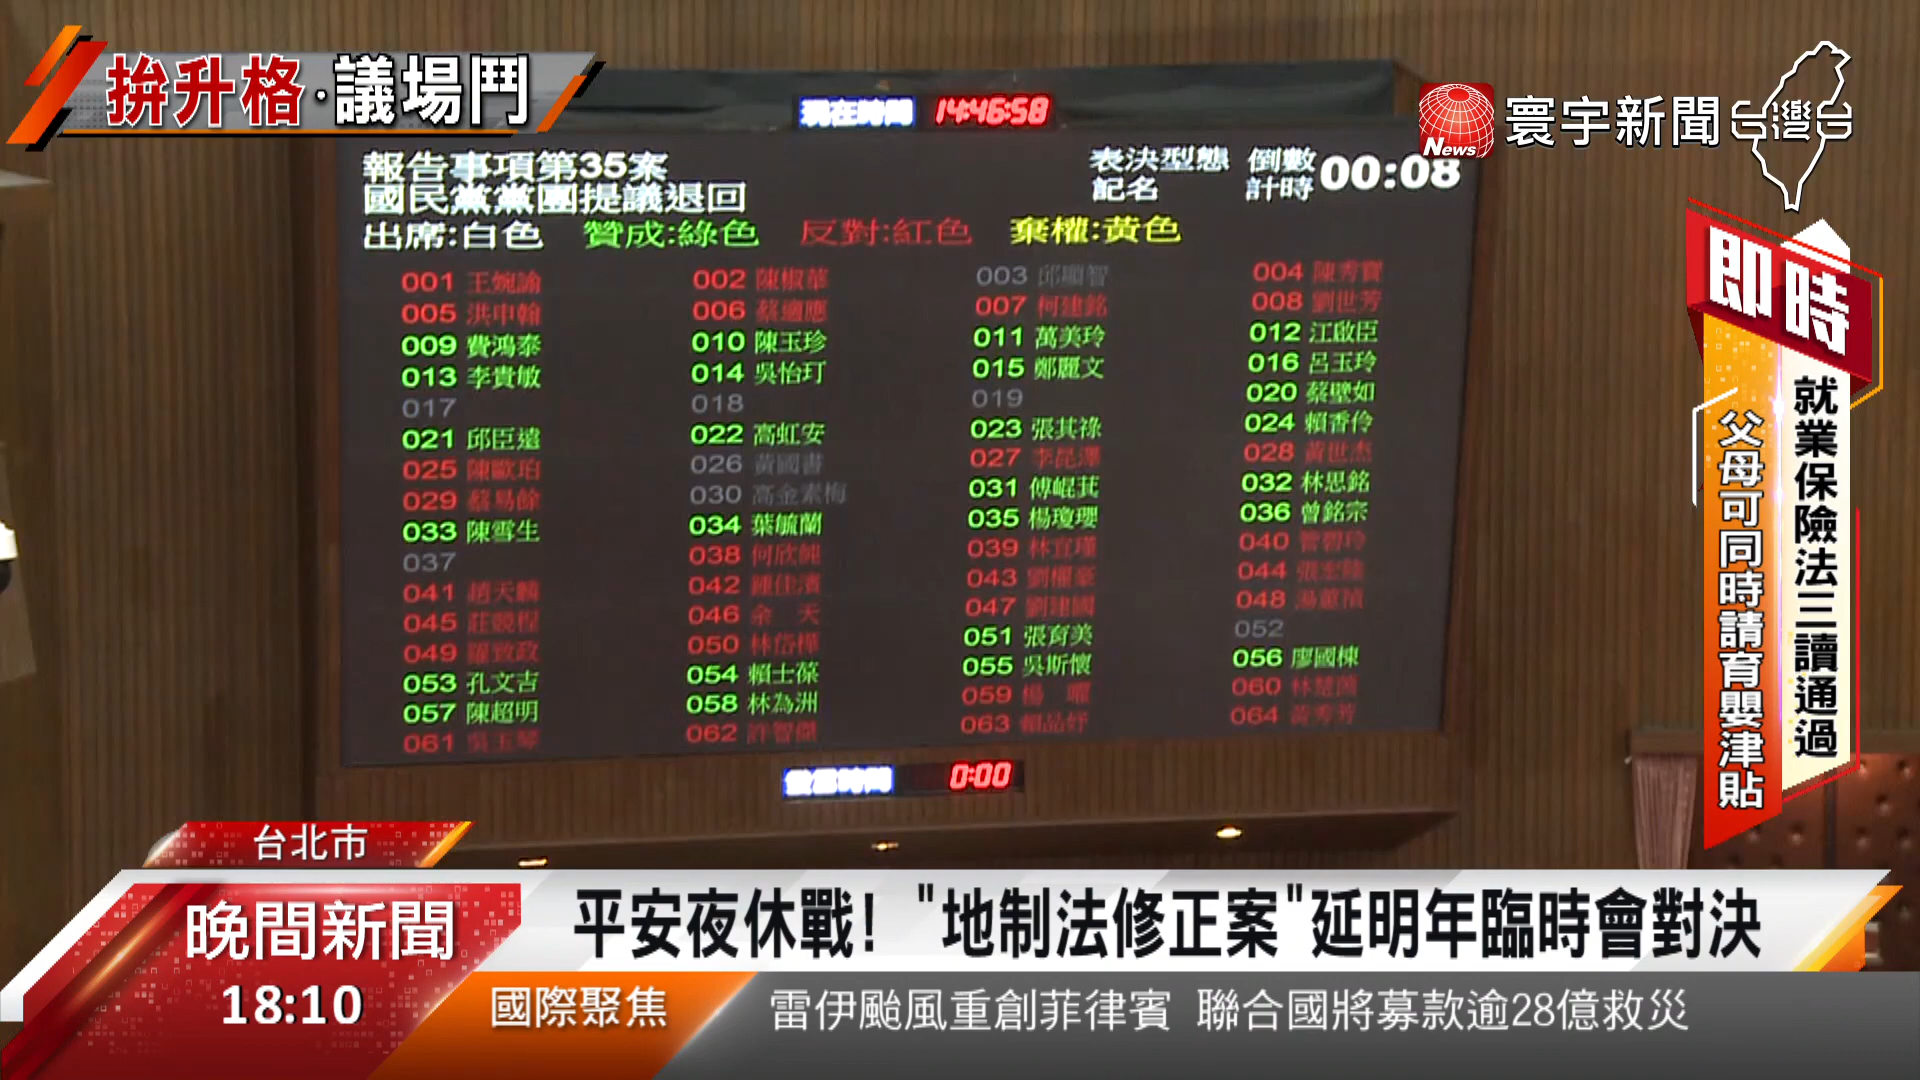 拚升格·議場鬥
現在時間 14:46:58
寰宇新聞 台灣台
News
報告事項第35案
國民黨黨團提議退回
表決型態 記名
倒數計時 00:08
出席:白色 贊成:綠色 反對:紅色 棄權:黃色
001 王婉諭 002 陳椒華 003 邱顯智 004 陳秀寳
005 洪申翰 006 蔡適應 007 何建銘 008 劉世芳
009 費鴻泰 010 陳玉珍 011 萬美玲 012 江啟臣
013 李貴敏 014 吳怡玎 015 鄭麗文 016 呂玉玲
017 018 019 020 蔡壁如
021 邱臣遠 022 高虹安 023 張其祿 024 賴香伶
025 陳歐珀 026 黃國書 027 李昆澤 028 黃世杰
029 蔡易餘 030 高金素梅 031 傅崐萁 032 林思銘
033 陳雪生 034 葉毓蘭 035 楊瓊瓔 036 曾銘宗
037 038 何欣純 039 林宜瑾 040 管碧玲
041 趙天麟 042 鍾佳濱 043 劉櫂豪 044 張宏陸
045 莊競程 046 余 天 047 劉建國 048 湯蕙禎
049 羅致政 050 林岱樺 051 張育美 052
053 孔文吉 054 賴士葆 055 吳斯懷 056 廖國棟
057 陳超明 058 林為洲 059 楊 曜 060 林楚茵
061 吳玉琴 062 許智傑 063 賴品妤 064 黃秀芳
發言時間 0:00
即時
就業保險法三讀通過
父母可同時請育嬰津貼
台北市
晚間新聞
18:10
平安夜休戰！"地制法修正案"延明年臨時會對決
國際聚焦
雷伊颱風重創菲律賓 聯合國將募款逾28億救災